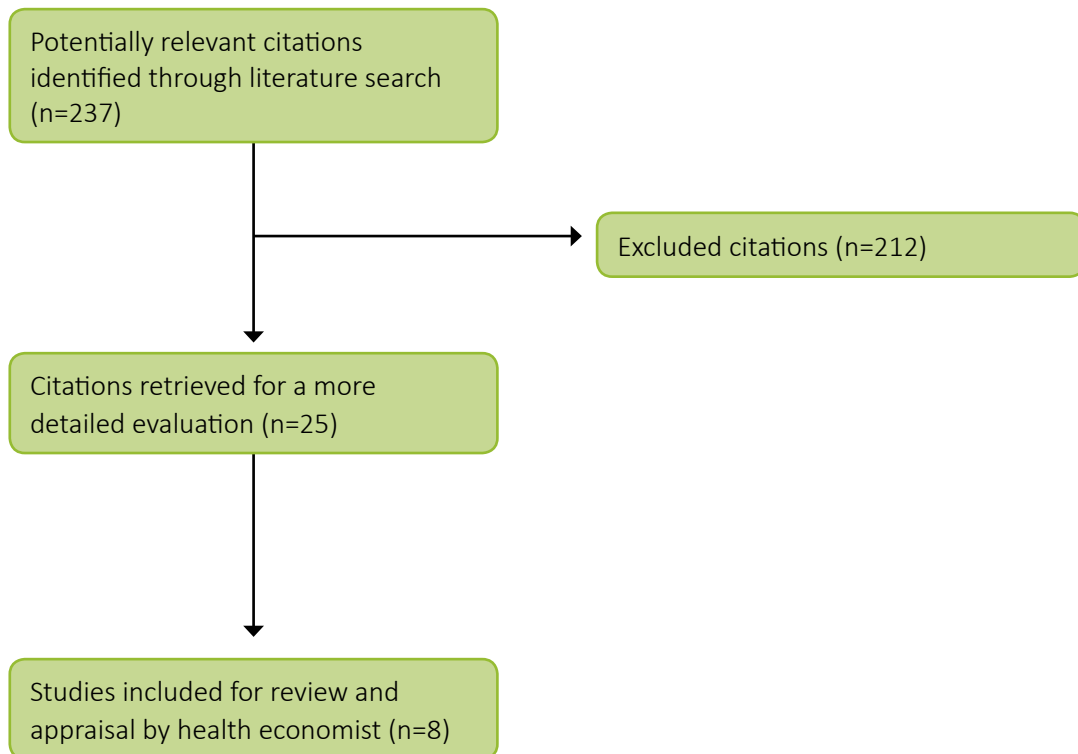 Potentially relevant citations
identified through literature search
(n=237)
Excluded citations (n=212)
Citations retrieved for a more
detailed evaluation (n=25)
Studies included for review and
appraisal by health economist (n=8)